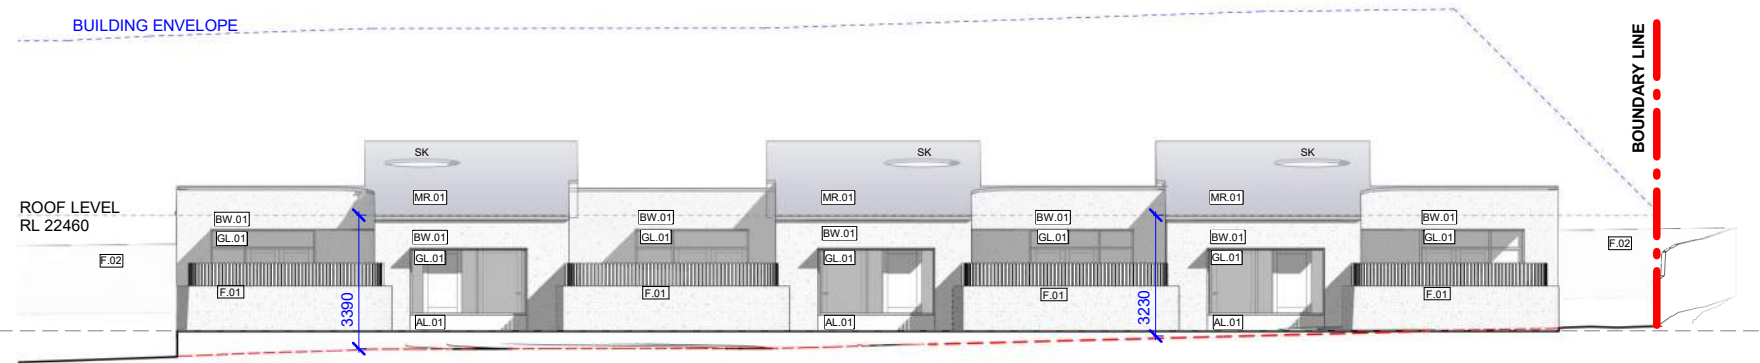 BUILDING ENVELOPE
BOUNDARY LINE
SK
SK
SK
MR.01
MR.01
MR.01
ROOF LEVEL
RL 22460
BW.01
BW.01
BW.01
BW.01
BW.01
BW.01
BW.01
GL.01
GL.01
GL.01
GL.01
F.02
F.02
GL.01
GL.01
GL.01
F.01
F.01
F.01
F.01
3390
3230
AL.01
AL.01
AL.01